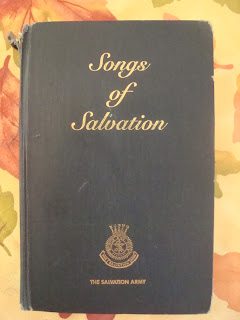 Songs
of
Salvation
THE SALVATION ARMY